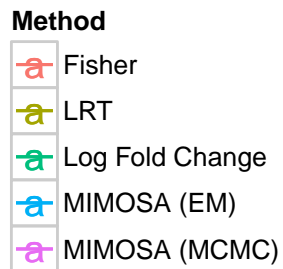 Method
a Fisher
a LRT
a Log Fold Change
a MIMOSA (EM)
a MIMOSA (MCMC)